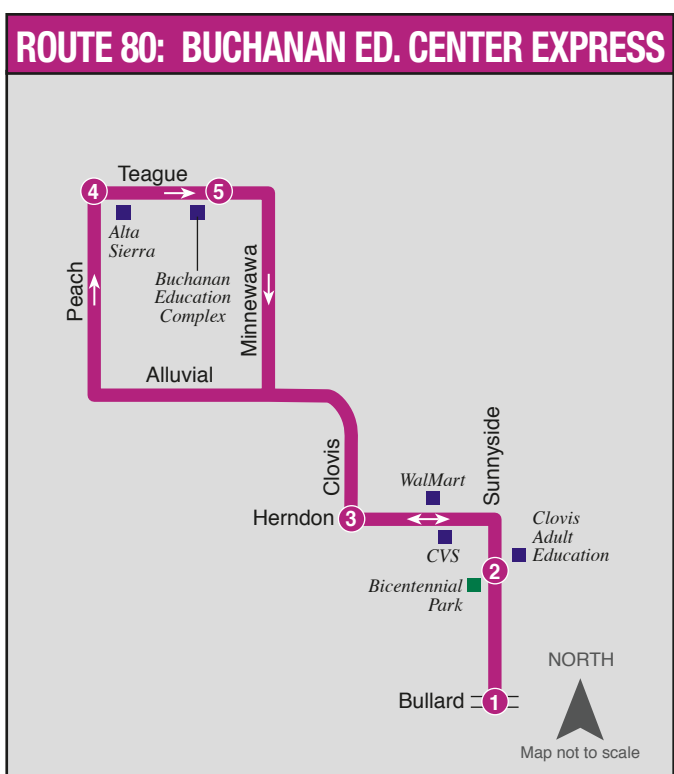 ROUTE 80: BUCHANAN ED. CENTER EXPRESS
Teague
4
5
Alta
Sierra
Buchanan
Education
Complex
Peach
Minnewawa
Alluvial
Clovis
Sunnyside
WalMart
Herndon
3
CVS
Clovis
Adult
Education
2
Bicentennial
Park
NORTH
Bullard
1
Map not to scale